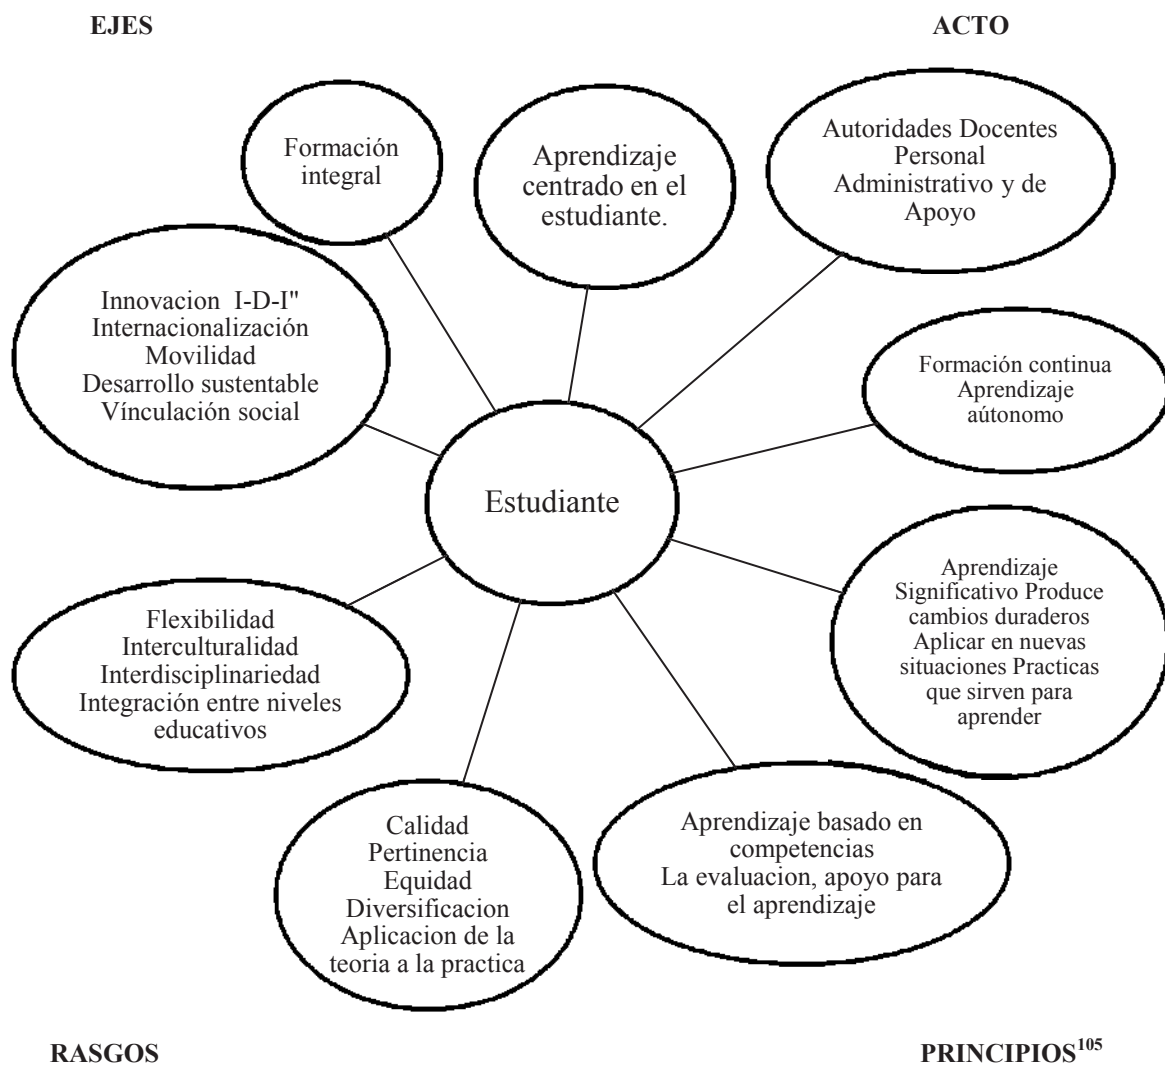 EJES
ACTO
Formación
integral
Aprendizaje
centrado en el
estudiante.
Autoridades Docentes
Personal
Administrativo y de
Apoyo
Innovacion I-D-I"
Internacionalización
Movilidad
Desarrollo sustentable
Vínculación social
Formación continua
Aprendizaje
aútonomo
Estudiante
Aprendizaje
Significativo Produce
cambios duraderos
Aplicar en nuevas
situaciones Practicas
que sirven para
aprender
Flexibilidad
Interculturalidad
Interdisciplinariedad
Integración entre niveles
educativos
Calidad
Pertinencia
Equidad
Diversificacion
Aplicacion de la
teoria a la practica
Aprendizaje basado en
competencias
La evaluacion, apoyo para
el aprendizaje
RASGOS
PRINCIPIOS105